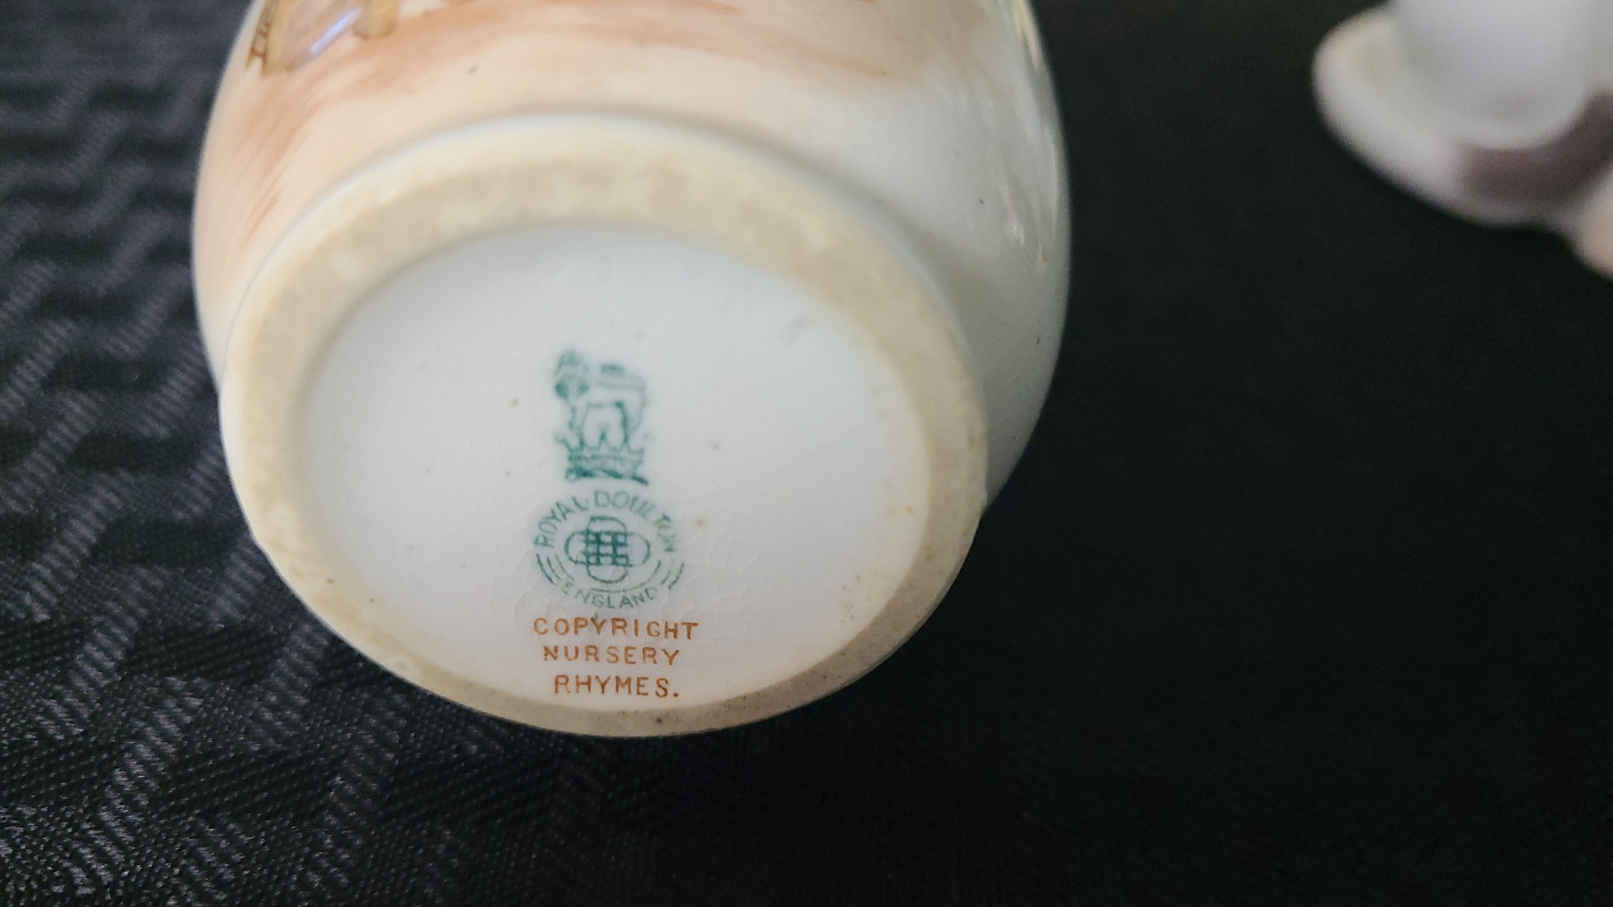 ROYAL DOULTON
ENGLAND
COPYRIGHT
NURSERY
RHYMES.